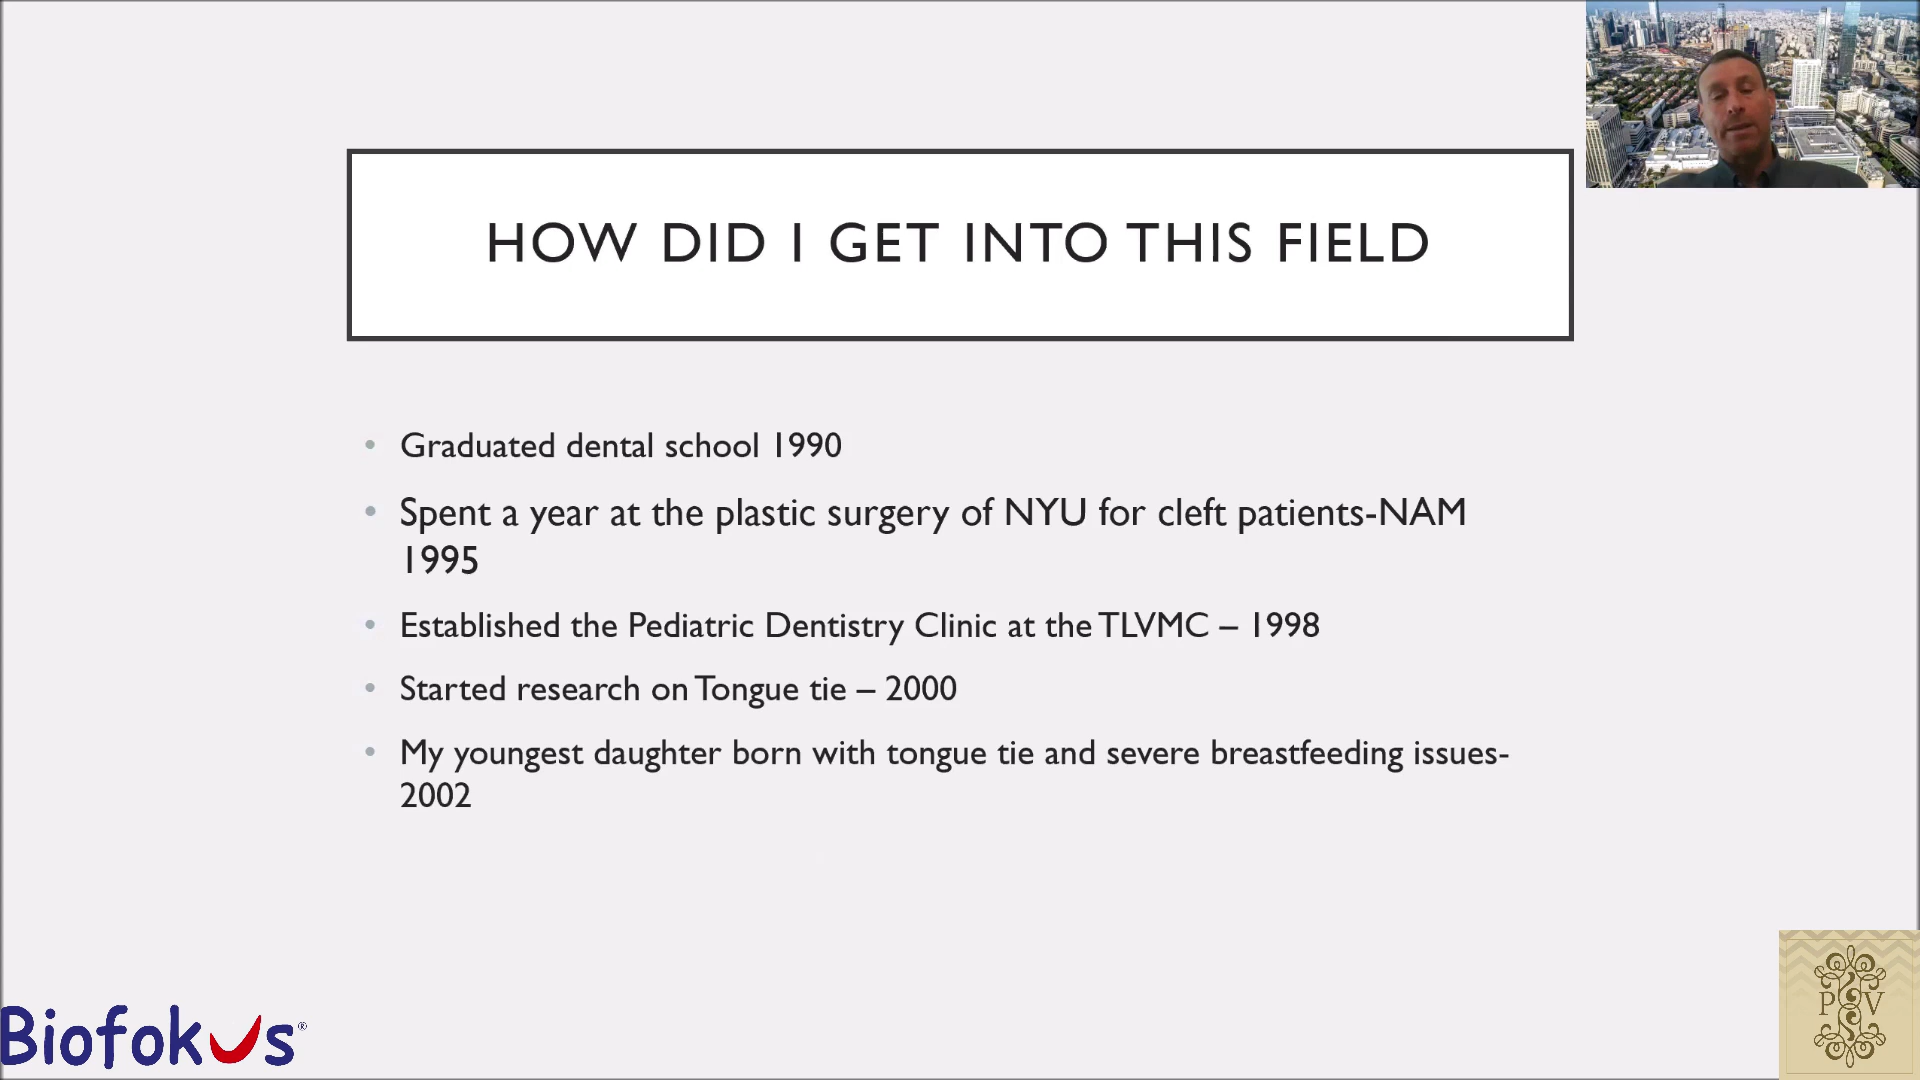 HOW DID I GET INTO THIS FIELD
• Graduated dental school 1990
• Spent a year at the plastic surgery of NYU for cleft patients-NAM
1995
• Established the Pediatric Dentistry Clinic at the TLVMC – 1998
• Started research on Tongue tie – 2000
• My youngest daughter born with tongue tie and severe breastfeeding issues-
2002
Biofokus®
P V